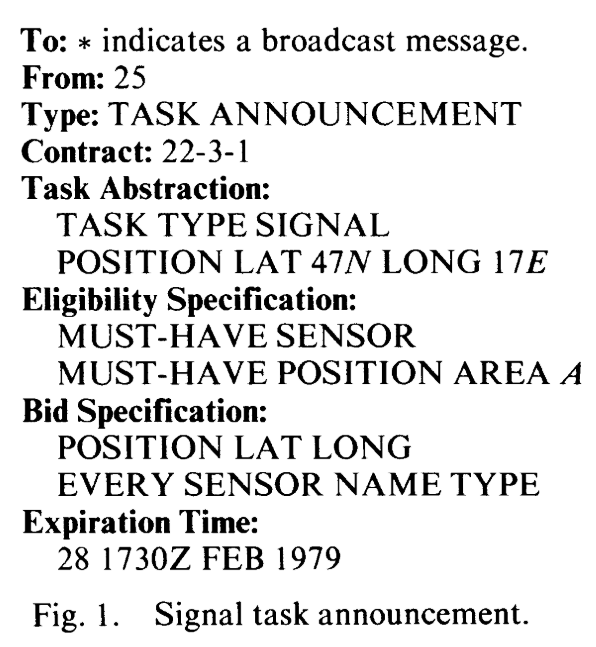 To: * indicates a broadcast message.
From: 25
Type: TASK ANNOUNCEMENT
Contract: 22-3-1
Task Abstraction:
TASK TYPE SIGNAL
POSITION LAT 47N LONG 17E
Eligibility Specification:
MUST-HAVE SENSOR
MUST-HAVE POSITION AREA A
Bid Specification:
POSITION LAT LONG
EVERY SENSOR NAME TYPE
Expiration Time:
28 1730Z FEB 1979
Fig. 1. Signal task announcement.